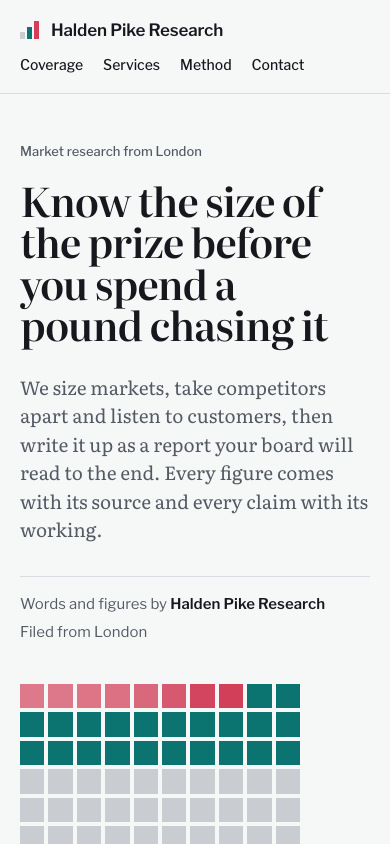 Halden Pike Research
Coverage Services Method Contact
Market research from London
Know the size of
the prize before
you spend a
pound chasing it
We size markets, take competitors
apart and listen to customers, then
write it up as a report your board will
read to the end. Every figure comes
with its source and every claim with its
working.
Words and figures by Halden Pike Research
Filed from London